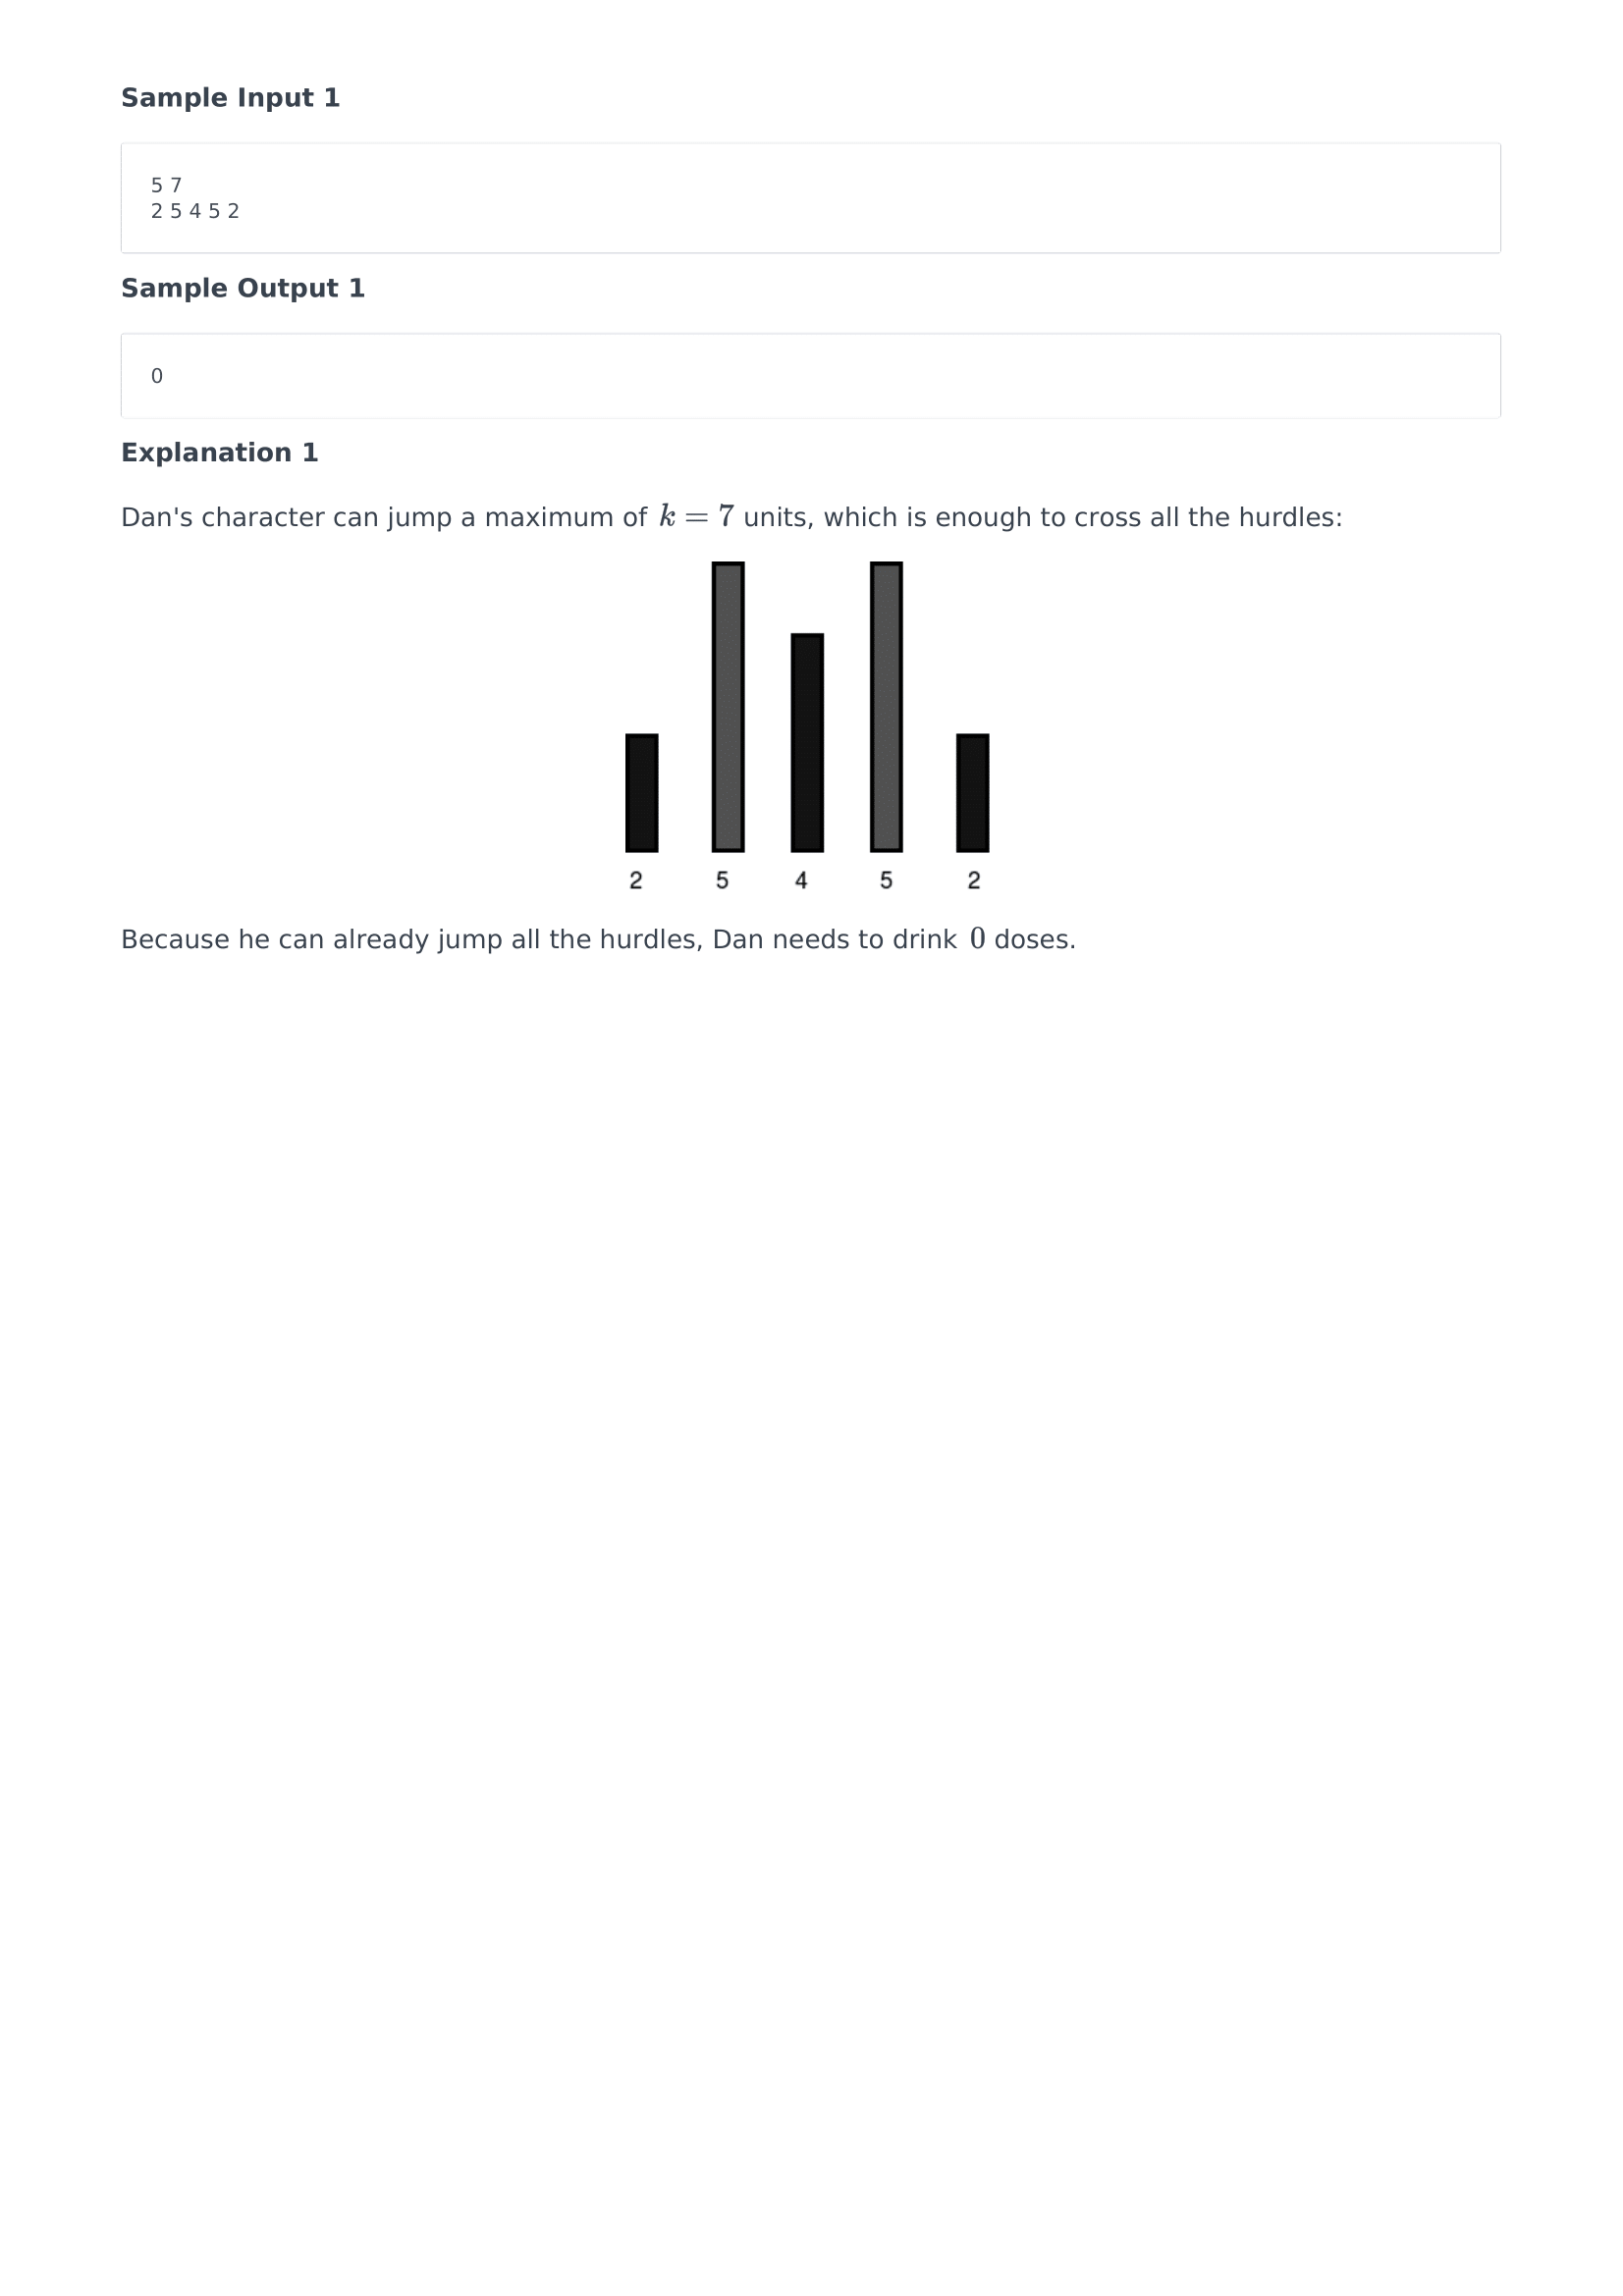 Sample Input 1
5 7
2 5 4 5 2
Sample Output 1
0
Explanation 1
Dan's character can jump a maximum of k = 7 units, which is enough to cross all the hurdles:
2 5 4 5 2
Because he can already jump all the hurdles, Dan needs to drink 0 doses.